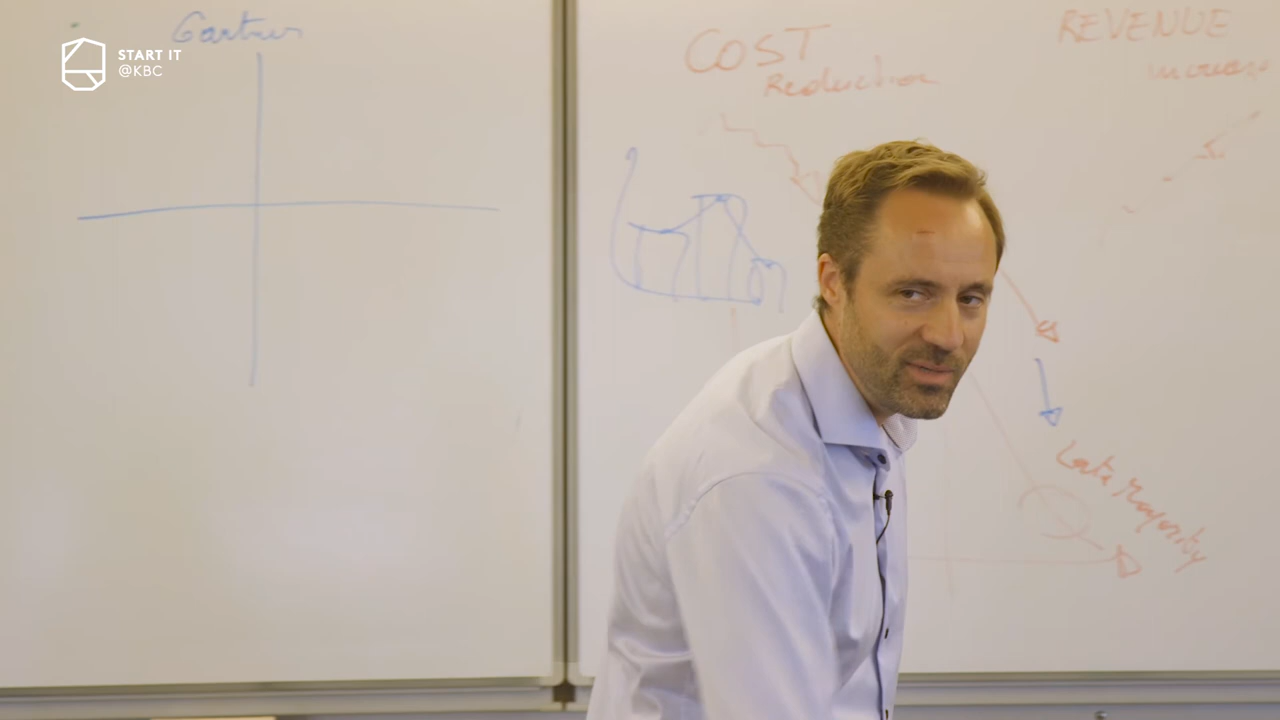 START IT
@KBC
Gartner
COST
Reduction
REVENUE
increase
Late Majority